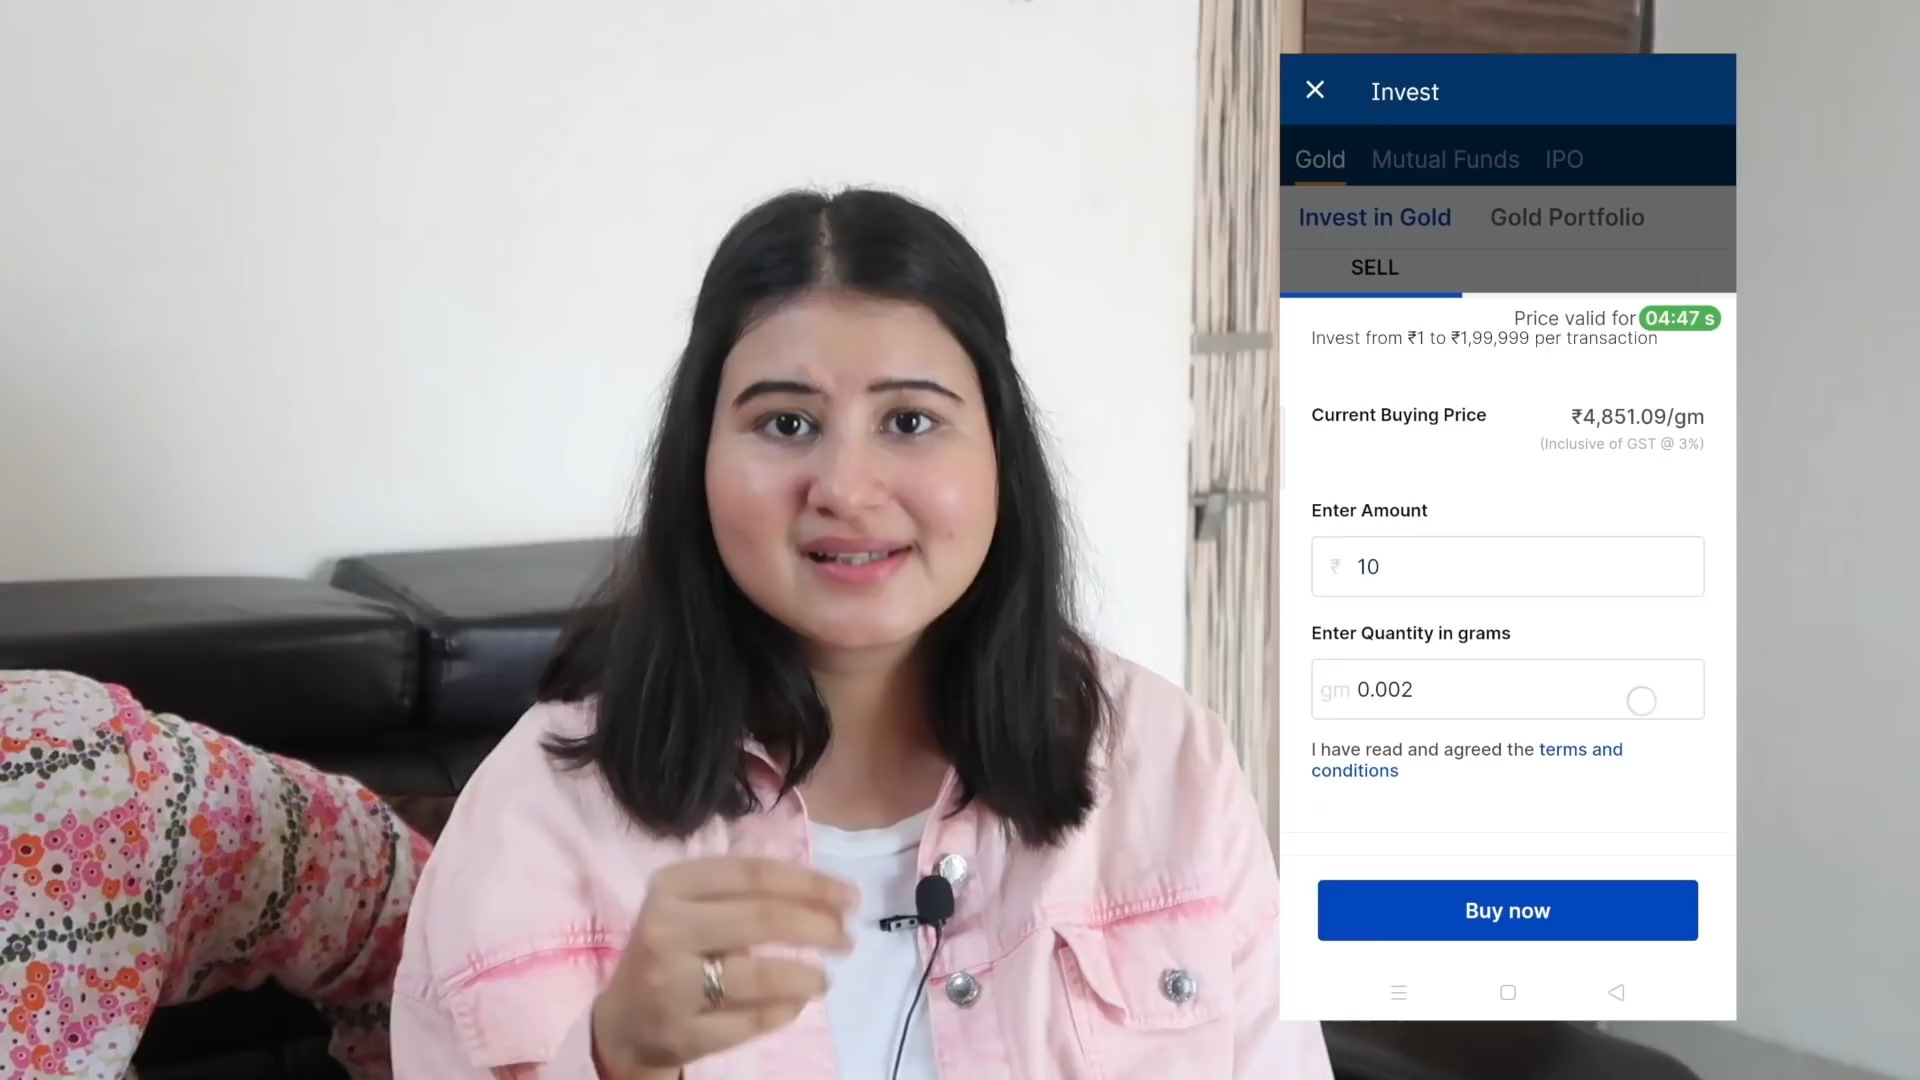 Invest
Gold Mutual Funds IPO
Invest in Gold Gold Portfolio
SELL
Price valid for 04:47 s
Invest from ₹1 to ₹1,99,999 per transaction
Current Buying Price ₹4,851.09/gm
(Inclusive of GST @ 3%)
Enter Amount
₹ 10
Enter Quantity in grams
gm 0.002
I have read and agreed the terms and
conditions
Buy now